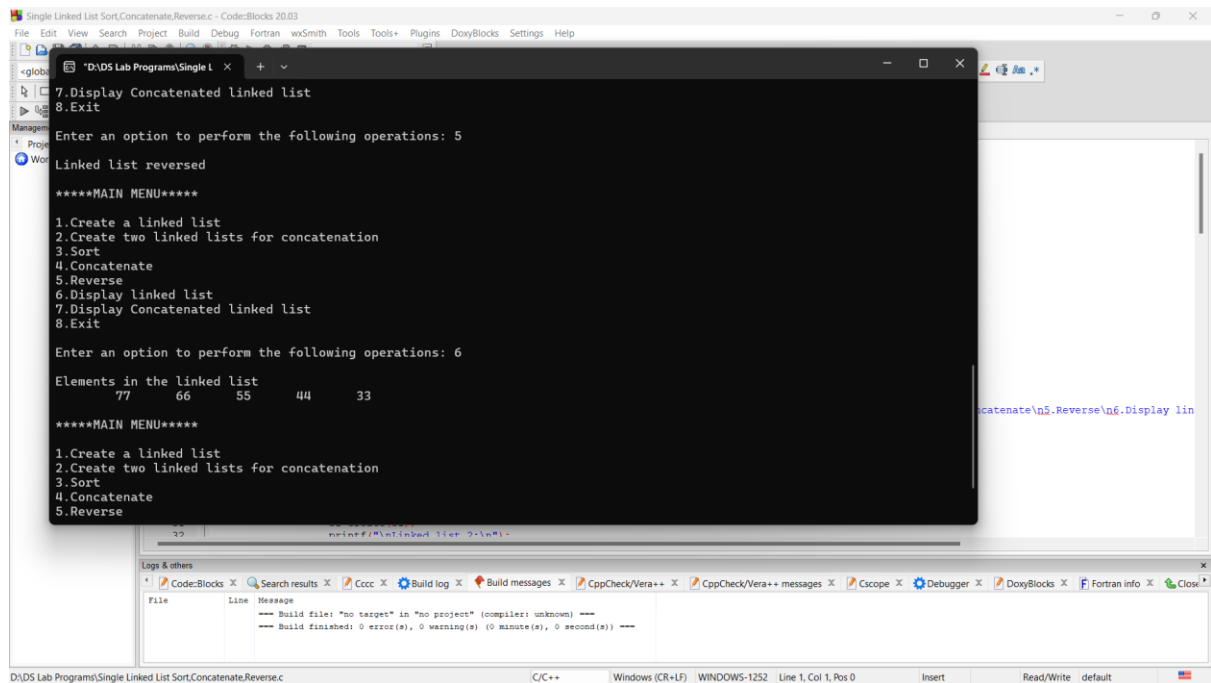 Single Linked List Sort,Concatenate,Reverse.c - Code::Blocks 20.03
File Edit View Search Project Build Debug Fortran wxSmith Tools Tools+ Plugins DoxyBlocks Settings Help
<globa
"D:\DS Lab Programs\Single L
Managem
Proje
Wor
7.Display Concatenated linked list
8.Exit
Enter an option to perform the following operations: 5
Linked list reversed
*****MAIN MENU*****
1.Create a linked list
2.Create two linked lists for concatenation
3.Sort
4.Concatenate
5.Reverse
6.Display linked list
7.Display Concatenated linked list
8.Exit
Enter an option to perform the following operations: 6
Elements in the linked list
77 66 55 44 33
*****MAIN MENU*****
1.Create a linked list
2.Create two linked lists for concatenation
3.Sort
4.Concatenate
5.Reverse
ncatenate\n5.Reverse\n6.Display lin
32 printf("\nLinked list 2:\n");
Logs & others
Code::Blocks Search results Cccc Build log Build messages CppCheck/Vera++ CppCheck/Vera++ messages Cscope Debugger DoxyBlocks Fortran info Close
File Line Message
=== Build file: "no target" in "no project" (compiler: unknown) ===
=== Build finished: 0 error(s), 0 warning(s) (0 minute(s), 0 second(s)) ===
D:\DS Lab Programs\Single Linked List Sort,Concatenate,Reverse.c C/C++ Windows (CR+LF) WINDOWS-1252 Line 1, Col 1, Pos 0 Insert Read/Write default